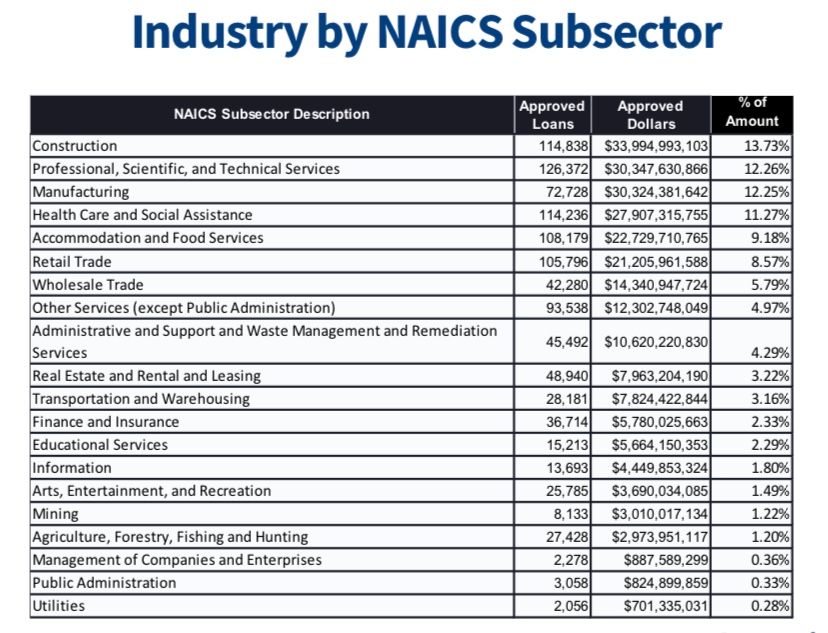 Industry by NAICS Subsector
NAICS Subsector Description Approved Loans Approved Dollars % of Amount
Construction 114,838 $33,994,993,103 13.73%
Professional, Scientific, and Technical Services 126,372 $30,347,630,866 12.26%
Manufacturing 72,728 $30,324,381,642 12.25%
Health Care and Social Assistance 114,236 $27,907,315,755 11.27%
Accommodation and Food Services 108,179 $22,729,710,765 9.18%
Retail Trade 105,796 $21,205,961,588 8.57%
Wholesale Trade 42,280 $14,340,947,724 5.79%
Other Services (except Public Administration) 93,538 $12,302,748,049 4.97%
Administrative and Support and Waste Management and Remediation
Services 45,492 $10,620,220,830 4.29%
Real Estate and Rental and Leasing 48,940 $7,963,204,190 3.22%
Transportation and Warehousing 28,181 $7,824,422,844 3.16%
Finance and Insurance 36,714 $5,780,025,663 2.33%
Educational Services 15,213 $5,664,150,353 2.29%
Information 13,693 $4,449,853,324 1.80%
Arts, Entertainment, and Recreation 25,785 $3,690,034,085 1.49%
Mining 8,133 $3,010,017,134 1.22%
Agriculture, Forestry, Fishing and Hunting 27,428 $2,973,951,117 1.20%
Management of Companies and Enterprises 2,278 $887,589,299 0.36%
Public Administration 3,058 $824,899,859 0.33%
Utilities 2,056 $701,335,031 0.28%